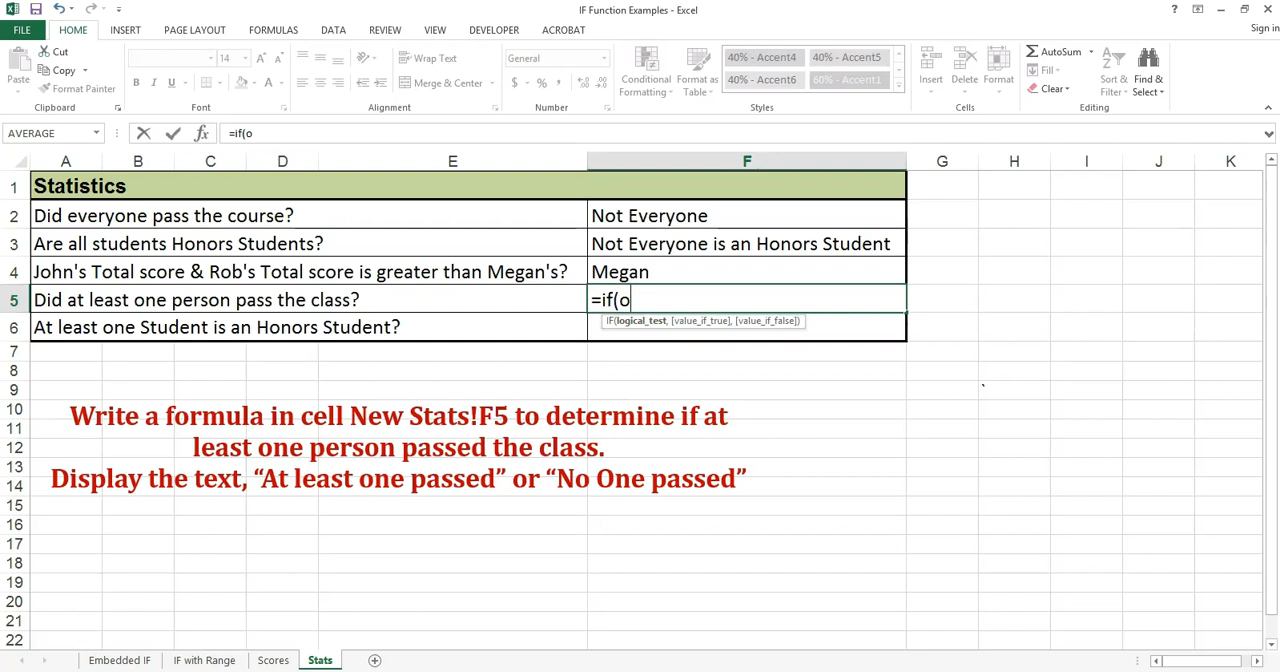 IF Function Examples - Excel
Sign in
FILE HOME INSERT PAGE LAYOUT FORMULAS DATA REVIEW VIEW DEVELOPER ACROBAT
Paste
Cut
Copy
Format Painter
14
Wrap Text
Merge & Center
General
Conditional Formatting
Format as Table
40% - Accent4
40% - Accent5
40% - Accent6
60% - Accent1
Insert
Delete
Format
AutoSum
Fill
Clear
Sort & Filter
Find & Select
Clipboard Font Alignment Number Styles Cells Editing
AVERAGE =if(o
A B C D E F G H I J K
1 Statistics
2 Did everyone pass the course? Not Everyone
3 Are all students Honors Students? Not Everyone is an Honors Student
4 John's Total score & Rob's Total score is greater than Megan's? Megan
5 Did at least one person pass the class? =if(o
IF(logical_test, [value_if_true], [value_if_false])
6 At least one Student is an Honors Student?
7
8
9
10
11
12
13
14
15
16
17
18
19
20
21
22
Write a formula in cell New Stats!F5 to determine if at
least one person passed the class.
Display the text, “At least one passed” or “No One passed”
Embedded IF IF with Range Scores Stats